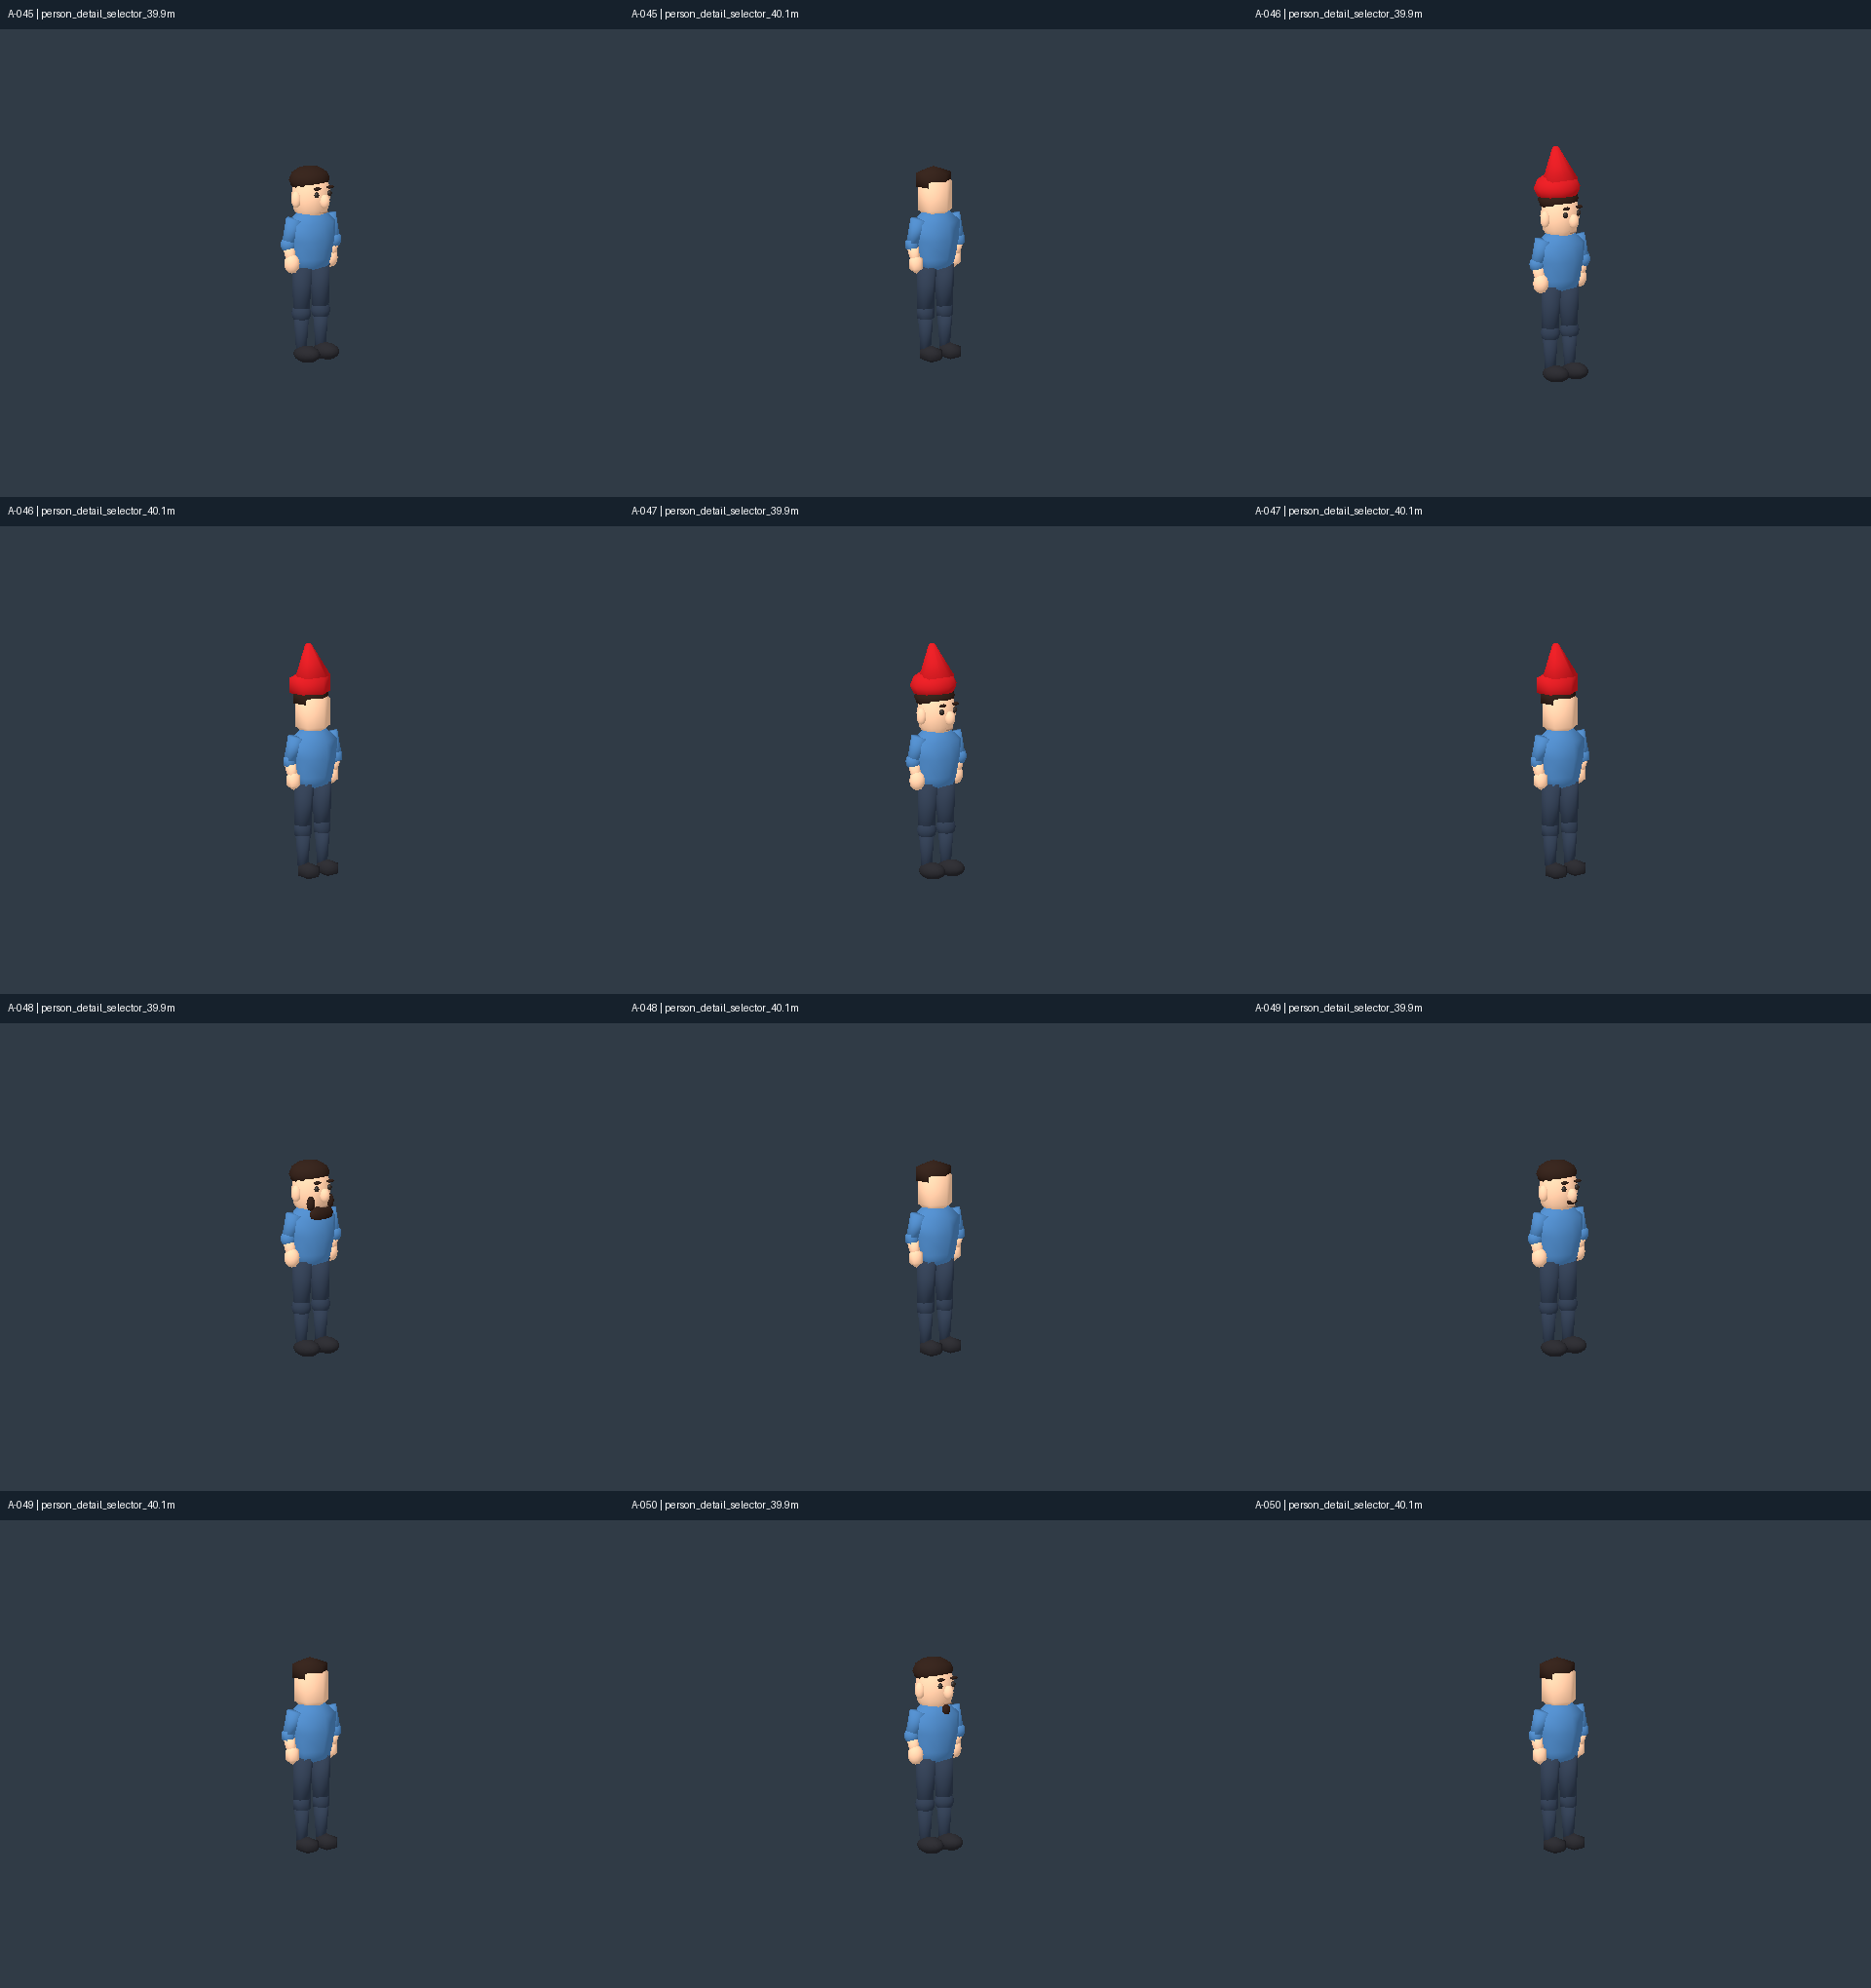 A-045 | person_detail_selector_39.9m
A-045 | person_detail_selector_40.1m
A-046 | person_detail_selector_39.9m
A-046 | person_detail_selector_40.1m
A-047 | person_detail_selector_39.9m
A-047 | person_detail_selector_40.1m
A-048 | person_detail_selector_39.9m
A-048 | person_detail_selector_40.1m
A-049 | person_detail_selector_39.9m
A-049 | person_detail_selector_40.1m
A-050 | person_detail_selector_39.9m
A-050 | person_detail_selector_40.1m